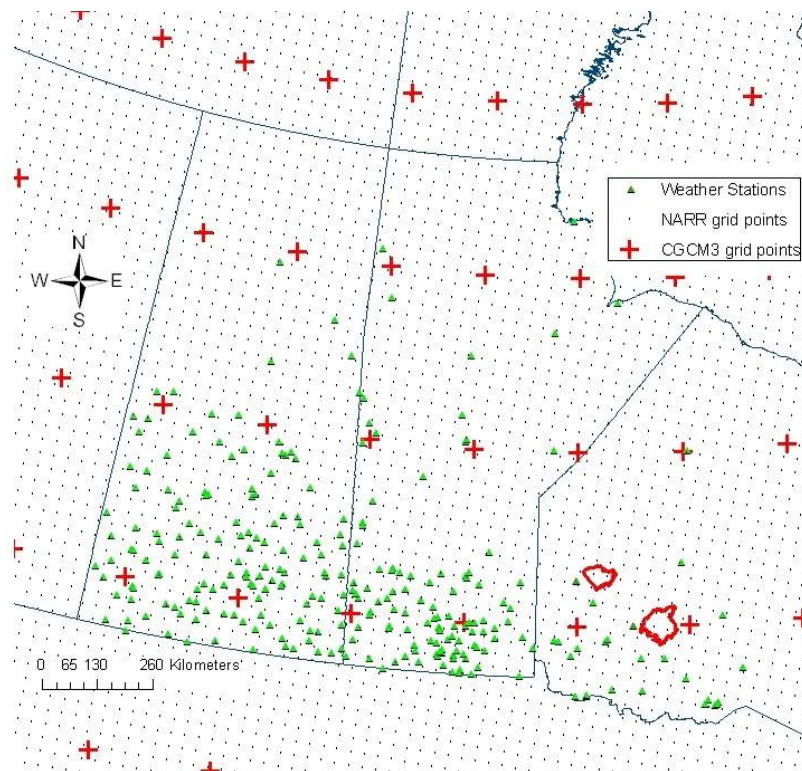 Weather Stations
NARR grid points
CGCM3 grid points
N
W E
S
0 65 130 260 Kilometers